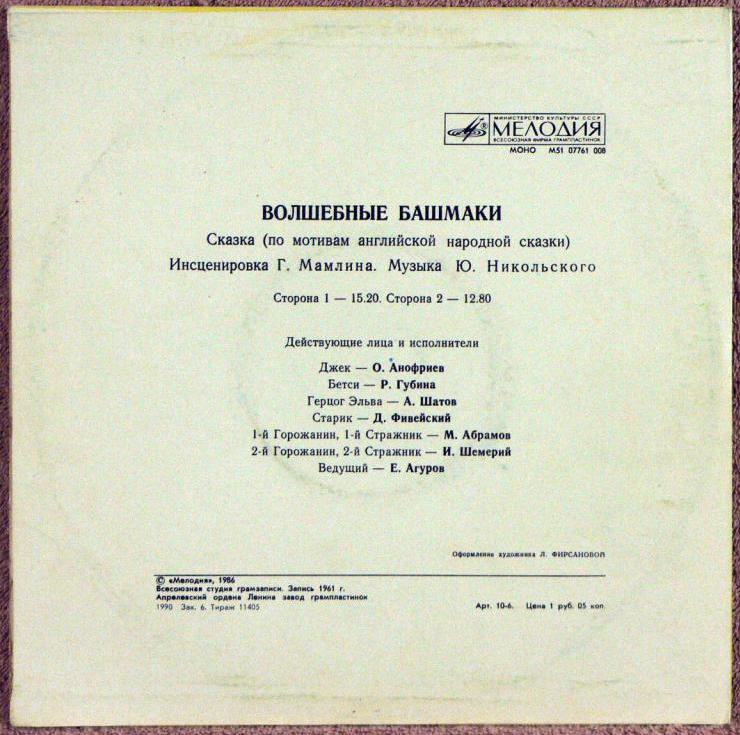 МИНИСТЕРСТВО КУЛЬТУРЫ СССР
МЕЛОДИЯ
ВСЕСОЮЗНАЯ ФИРМА ГРАМПЛАСТИНОК
МОНО М51 07761 008
ВОЛШЕБНЫЕ БАШМАКИ
Сказка (по мотивам английской народной сказки)
Инсценировка Г. Мамлина. Музыка Ю. Никольского
Сторона 1 — 15.20. Сторона 2 — 12.80
Действующие лица и исполнители
Джек — О. Анофриев
Бетси — Р. Губина
Герцог Эльва — А. Шатов
Старик — Д. Фивейский
1-й Горожанин, 1-й Стражник — М. Абрамов
2-й Горожанин, 2-й Стражник — И. Шемерий
Ведущий — Е. Агуров
Оформление художника Л. ФИРСАНОВОЙ
© «Мелодия», 1986
Всесоюзная студия грамзаписи. Запись 1961 г.
Апрелевский ордена Ленина завод грампластинок
1990 Зак. 6. Тираж 11405
Арт. 10-6. Цена 1 руб. 05 коп.